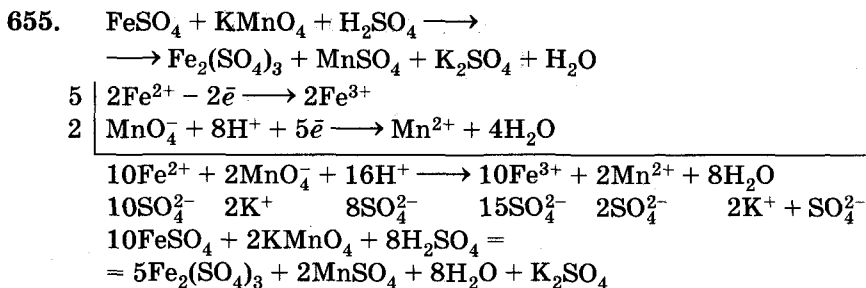 655. FeSO₄ + KMnO₄ + H₂SO₄ ⟶
⟶ Fe₂(SO₄)₃ + MnSO₄ + K₂SO₄ + H₂O
5 | 2Fe²⁺ − 2ē ⟶ 2Fe³⁺
2 | MnO₄⁻ + 8H⁺ + 5ē ⟶ Mn²⁺ + 4H₂O
10Fe²⁺ + 2MnO₄⁻ + 16H⁺ ⟶ 10Fe³⁺ + 2Mn²⁺ + 8H₂O
10SO₄²⁻ 2K⁺ 8SO₄²⁻ 15SO₄²⁻ 2SO₄²⁻ 2K⁺ + SO₄²⁻
10FeSO₄ + 2KMnO₄ + 8H₂SO₄ =
= 5Fe₂(SO₄)₃ + 2MnSO₄ + 8H₂O + K₂SO₄